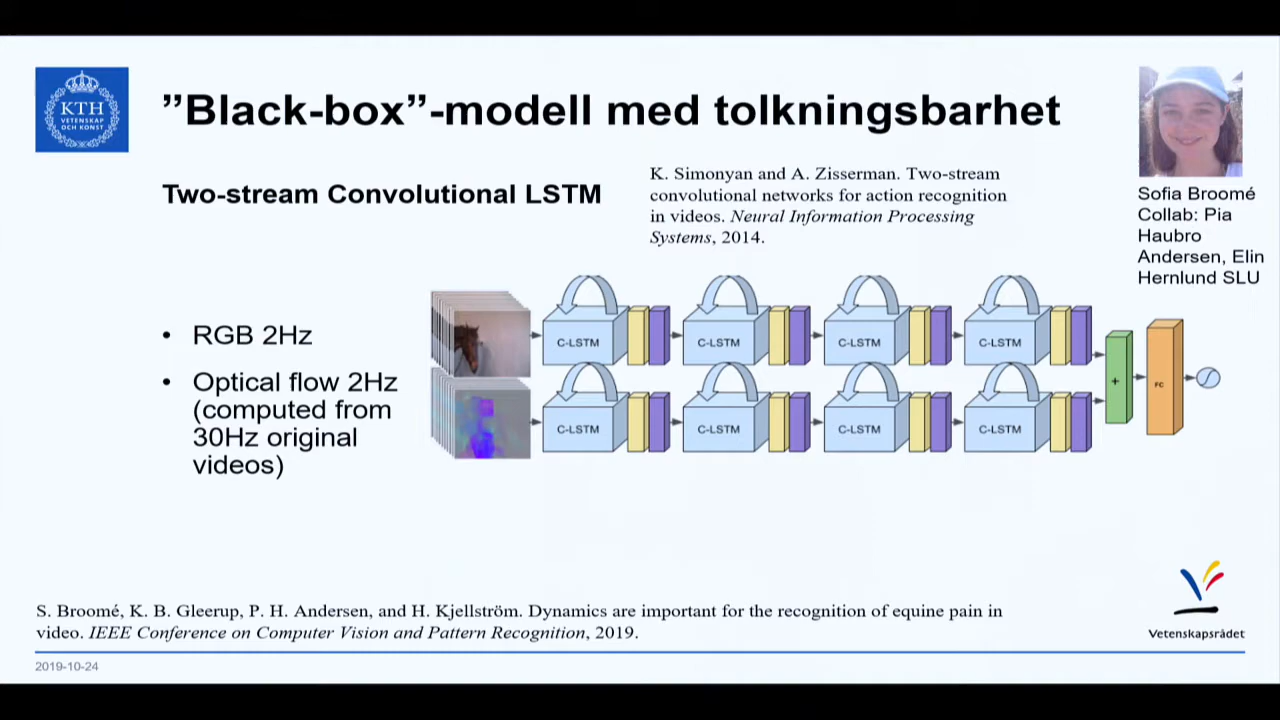 KTH
VETENSKAP
OCH KONST
”Black-box”-modell med tolkningsbarhet
Two-stream Convolutional LSTM
K. Simonyan and A. Zisserman. Two-stream
convolutional networks for action recognition
in videos. Neural Information Processing
Systems, 2014.
Sofia Broomé
Collab: Pia
Haubro
Andersen, Elin
Hernlund SLU
• RGB 2Hz
• Optical flow 2Hz
(computed from
30Hz original
videos)
C-LSTM C-LSTM C-LSTM C-LSTM
C-LSTM C-LSTM C-LSTM C-LSTM
+ FC
S. Broomé, K. B. Gleerup, P. H. Andersen, and H. Kjellström. Dynamics are important for the recognition of equine pain in
video. IEEE Conference on Computer Vision and Pattern Recognition, 2019.
Vetenskapsrådet
2019-10-24